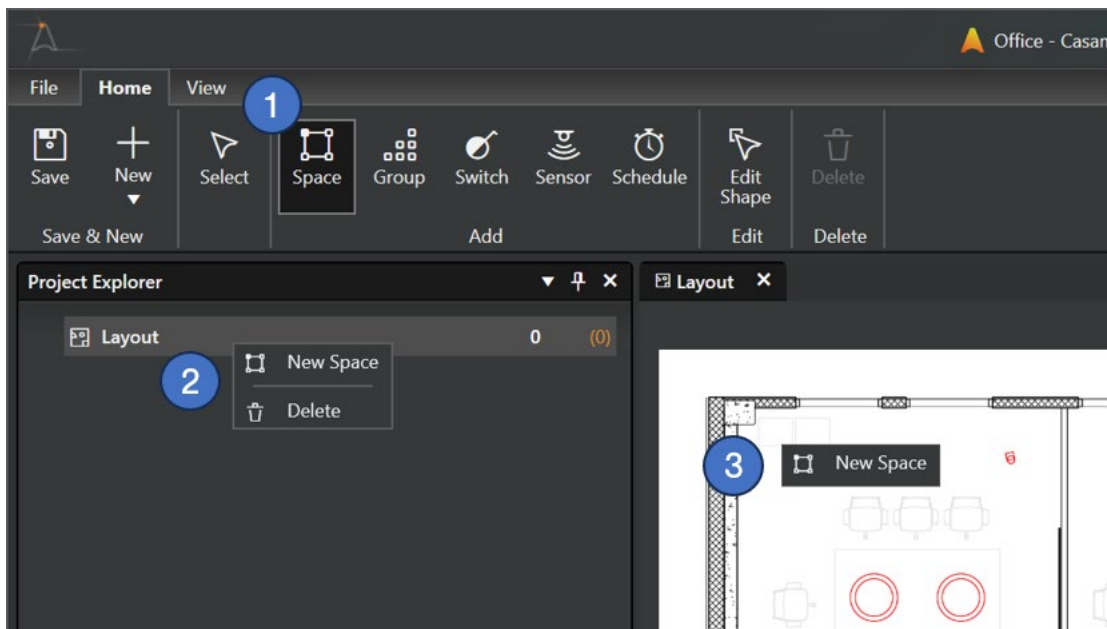 Office - Casam
File Home View
1
Save New Select Space Group Switch Sensor Schedule Edit Shape Delete
Save & New Add Edit Delete
Project Explorer
Layout
Layout 0 (0)
2
New Space
Delete
3
New Space